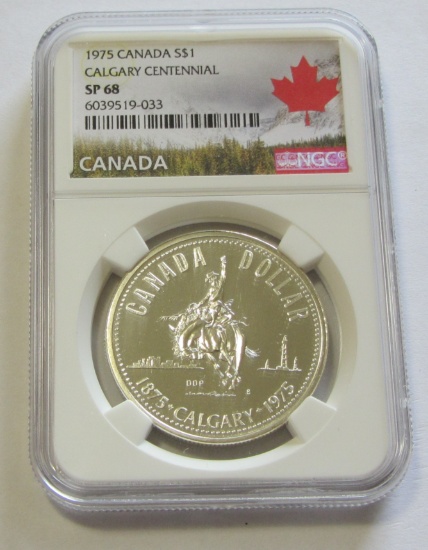 1975 CANADA S$1
CALGARY CENTENNIAL
SP 68
6039519-033
CANADA
NGC
CANADA DOLLAR
DDP
1875 • CALGARY • 1975